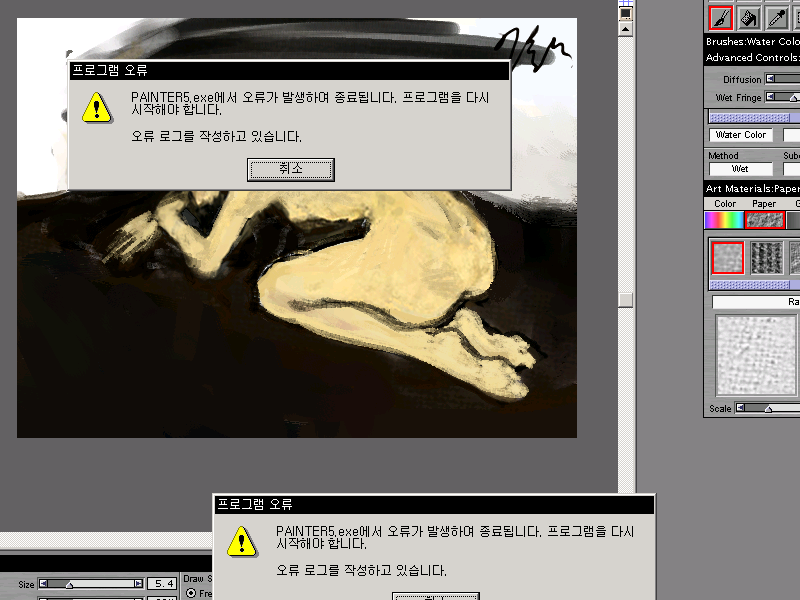 Brushes:Water Colo
Advanced Controls:
Diffusion
Wet Fringe
Water Color
Method
Wet
Art Materials:Paper
Color Paper
Scale
프로그램 오류
PAINTER5.exe에서 오류가 발생하여 종료됩니다. 프로그램을 다시
시작해야 합니다.
오류 로그를 작성하고 있습니다.
취소
프로그램 오류
PAINTER5.exe에서 오류가 발생하여 종료됩니다. 프로그램을 다시
시작해야 합니다.
오류 로그를 작성하고 있습니다.
Size 5.4
Draw S
Fre